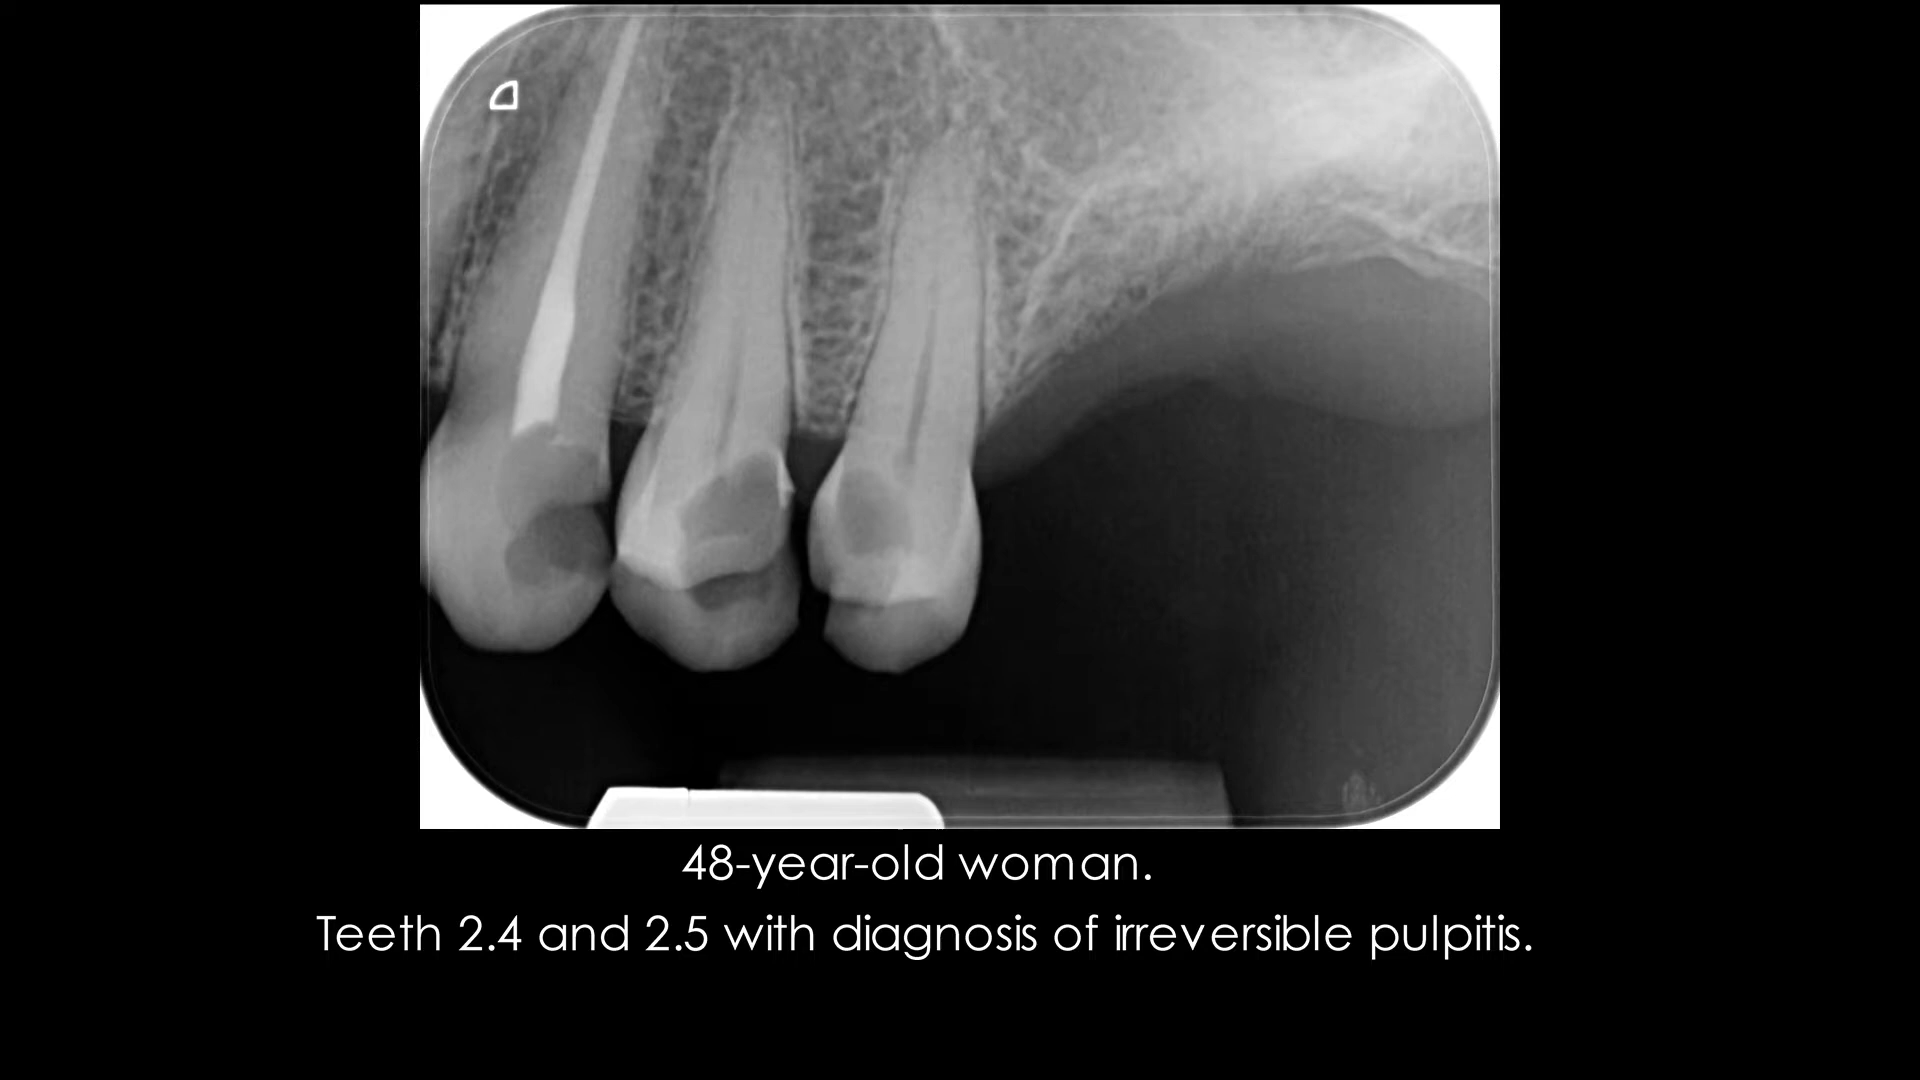 48-year-old woman.
Teeth 2.4 and 2.5 with diagnosis of irreversible pulpitis.